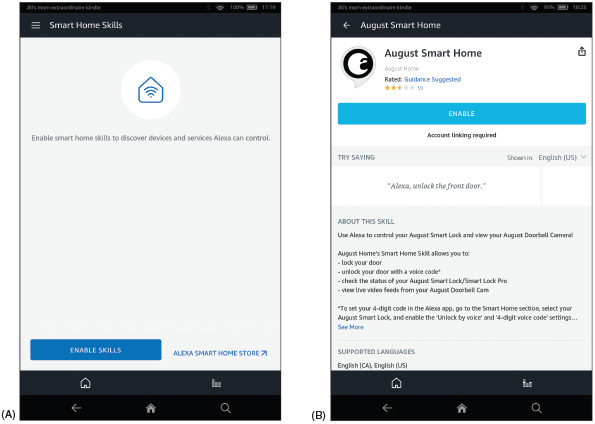 Jill's mom extraordinaire kindle 100% 17:19
Smart Home Skills
Enable smart home skills to discover devices and services Alexa can control.
ENABLE SKILLS
ALEXA SMART HOME STORE
(A)
Jill's mom extraordinaire kindle 93% 18:23
August Smart Home
August Smart Home
August Home
Rated: Guidance Suggested
59
ENABLE
Account linking required
TRY SAYING
Shown in: English (US)
"Alexa, unlock the front door."
ABOUT THIS SKILL
Use Alexa to control your August Smart Lock and view your August Doorbell Camera!
August Home's Smart Home Skill allows you to:
- lock your door
- unlock your door with a voice code*
- check the status of your August Smart Lock/Smart Lock Pro
- view live video feeds from your August Doorbell Cam
*To set your 4-digit code in the Alexa app, go to the Smart Home section, select your
August Smart Lock, and enable the 'Unlock by voice' and '4-digit voice code' settings...
See More
SUPPORTED LANGUAGES
English (CA), English (US)
(B)